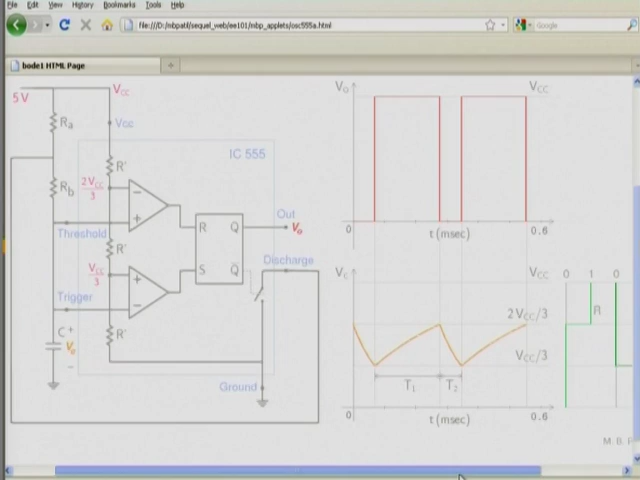 File Edit View History Bookmarks Tools Help
file:///D:/mbpatil/sequel_web/ee101/mbp_applets/osc555a.html
Google
bode1 HTML Page
5V
Vcc
Vcc
Ra
R'
IC 555
Rb
2Vcc/3
Threshold
R'
R
Q
S
Q̅
Out
Vo
Discharge
Vcc/3
Trigger
R'
C
Vc
Ground
Vo
Vcc
0
t (msec)
0.6
Vc
Vcc
2Vcc/3
Vcc/3
T1
T2
0
t (msec)
0.6
0
1
0
R
M. B. P